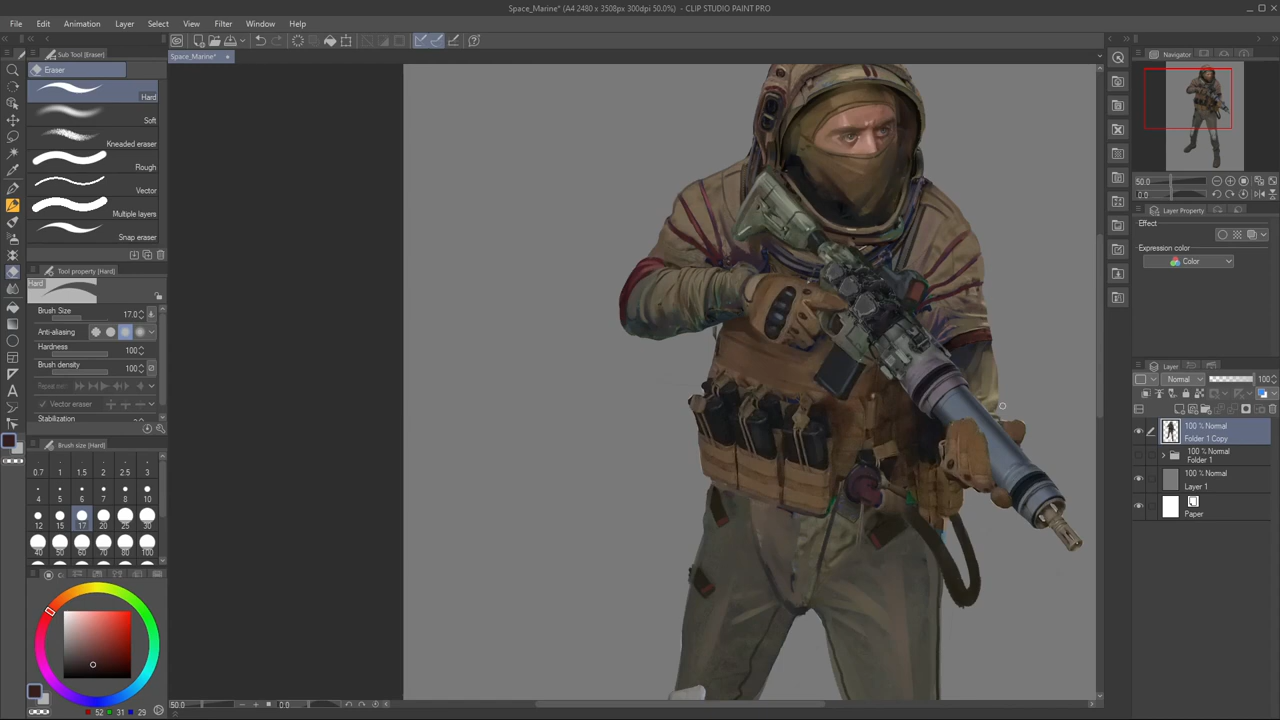 Space_Marine* (A4 2480 x 3508px 300dpi 50.0%) - CLIP STUDIO PAINT PRO
File Edit Animation Layer Select View Filter Window Help
Sub Tool [Eraser]
Space_Marine*
Navigator
Eraser
Hard
Soft
Kneaded eraser
Rough
Vector
Multiple layers
Snap eraser
50.0
0.0
Layer Property
Effect
Expression color
Color
Tool property [Hard]
Hard
Brush Size 17.0
Anti-aliasing
Hardness 100
Brush density 100
Vector eraser
Stabilization
Brush size [Hard]
0.7 1 1.5 2 2.5 3
4 5 6 7 8 10
12 15 17 20 25 30
40 50 60 70 80 100
Layer
Normal 100
100 % Normal
Folder 1 Copy
100 % Normal
Folder 1
100 % Normal
Layer 1
Paper
50.0 0.0
52 31 29